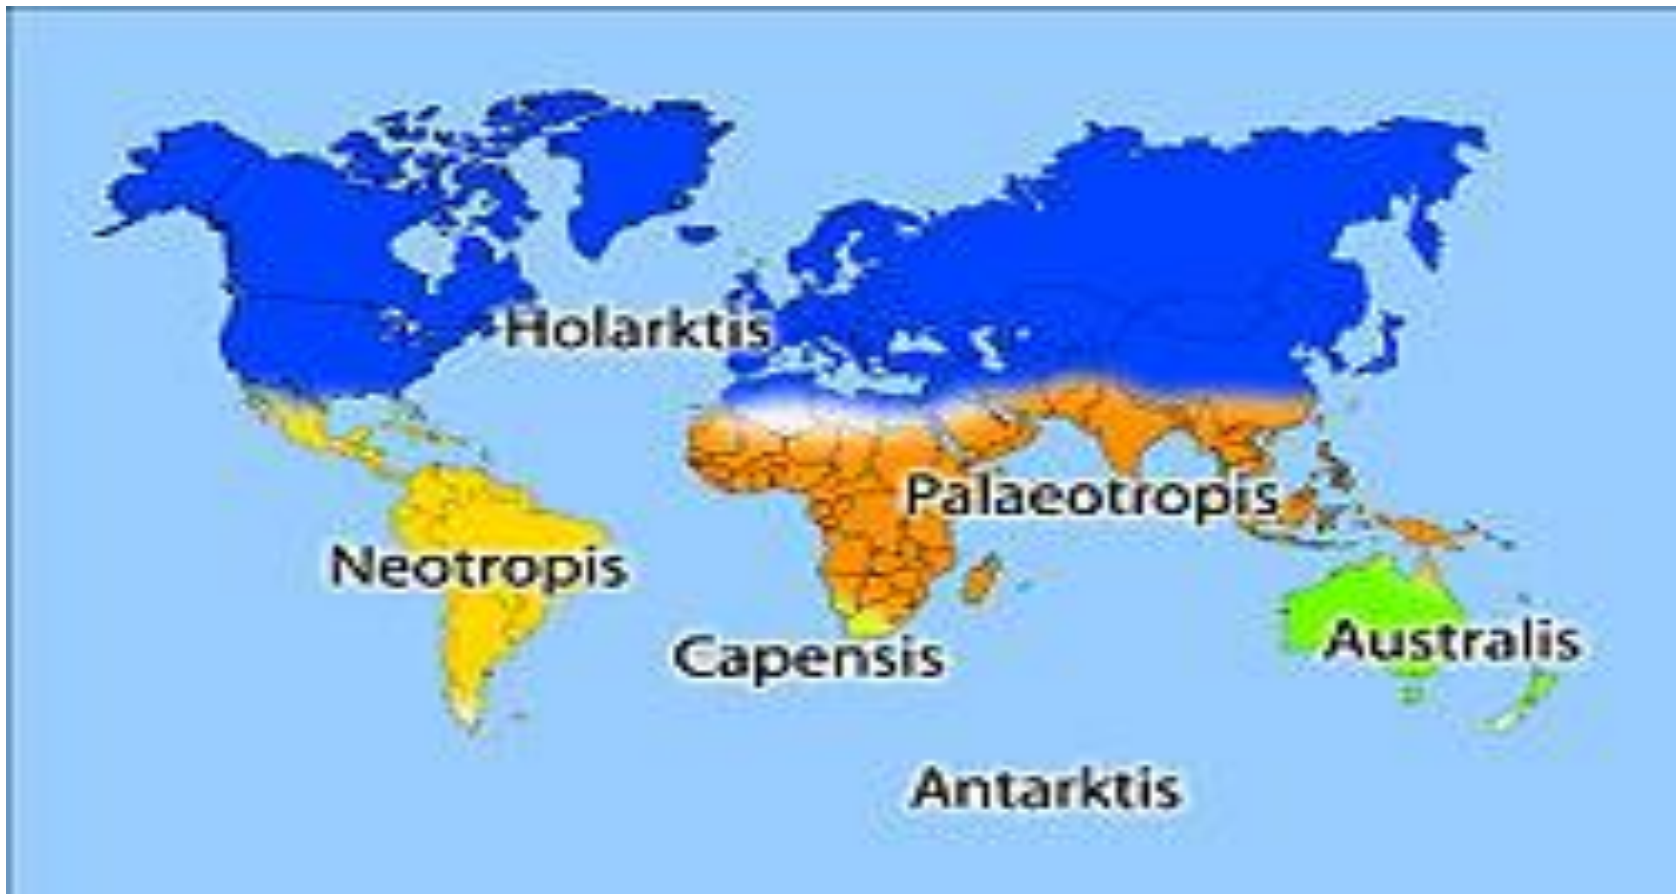 Holarktis
Palaeotropis
Neotropis
Capensis
Australis
Antarktis